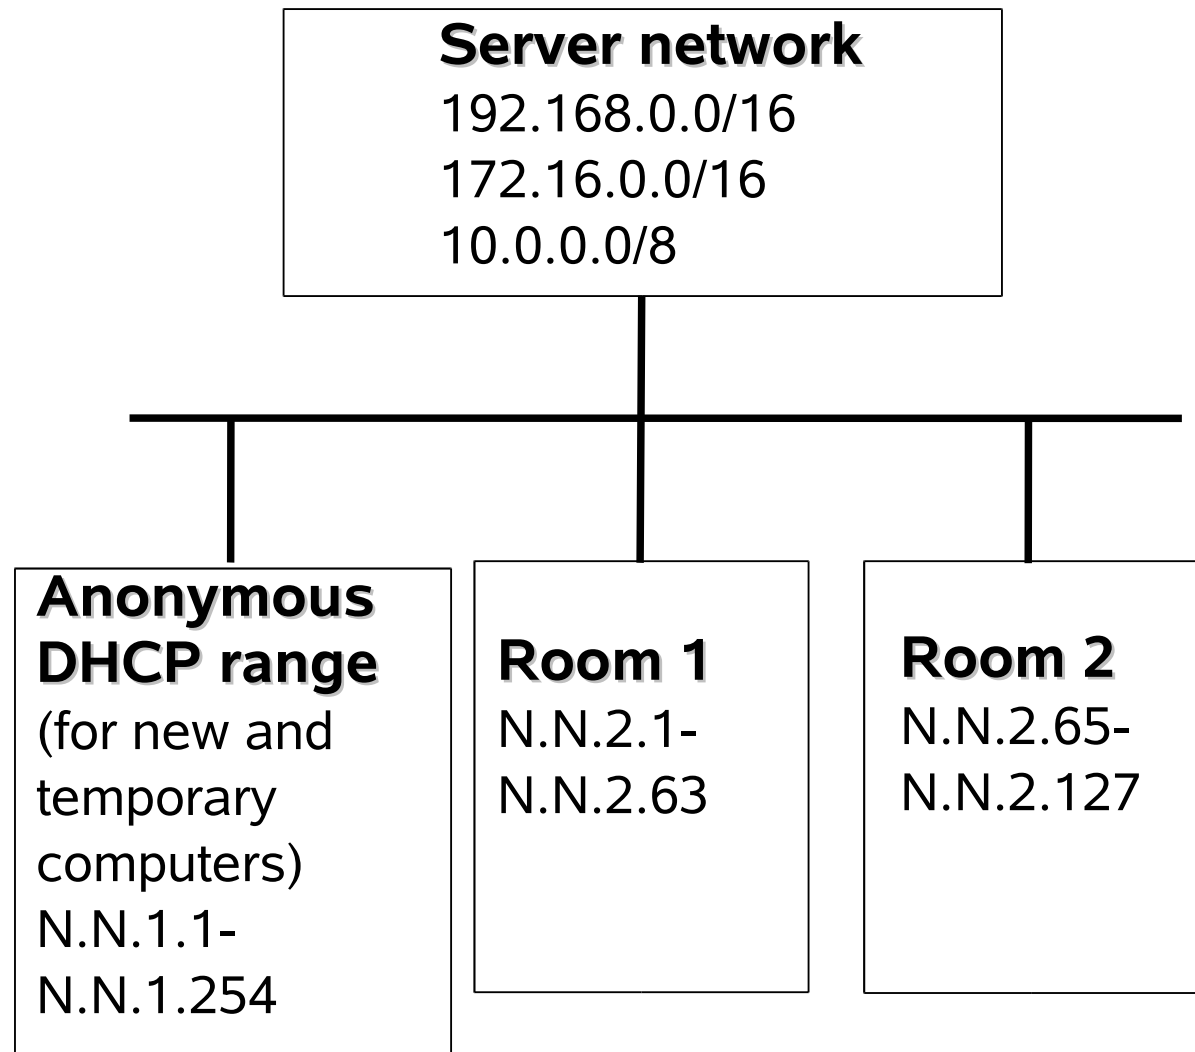 Server network
192.168.0.0/16
172.16.0.0/16
10.0.0.0/8
Anonymous
DHCP range
(for new and
temporary
computers)
N.N.1.1-
N.N.1.254
Room 1
N.N.2.1-
N.N.2.63
Room 2
N.N.2.65-
N.N.2.127